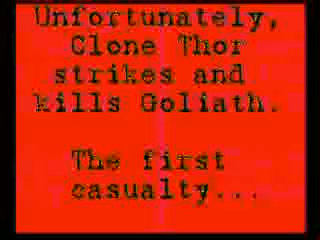 Unfortunately,
Clone Thor
strikes and
kills Goliath.
The first
casualty...